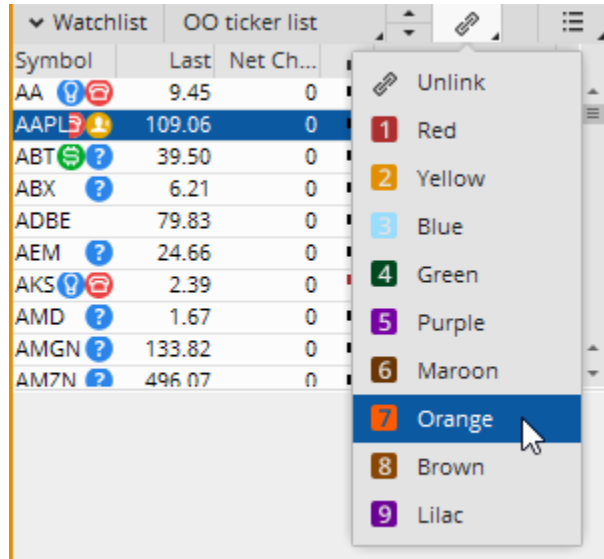 Watchlist OO ticker list
Symbol Last Net Ch...
AA 9.45 0
AAPL 109.06 0
ABT 39.50 0
ABX ? 6.21 0
ADBE 79.83 0
AEM ? 24.66 0
AKS 2.39 0
AMD ? 1.67 0
AMGN ? 133.82 0
AMZN ? 496.07 0
Unlink
1 Red
2 Yellow
3 Blue
4 Green
5 Purple
6 Maroon
7 Orange
8 Brown
9 Lilac